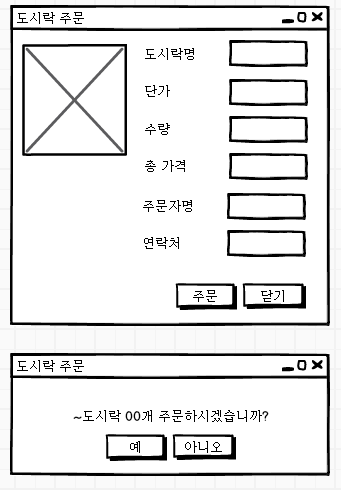 도시락 주문
도시락명
단가
수량
총 가격
주문자명
연락처
주문 닫기
도시락 주문
~도시락 00개 주문하시겠습니까?
예 아니오